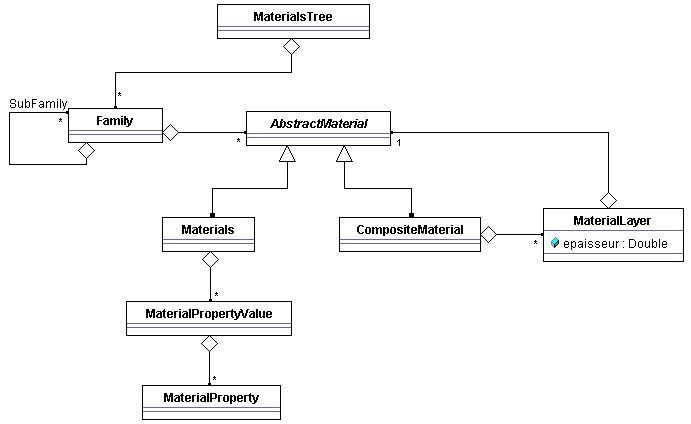 MaterialsTree
*
SubFamily
*
Family
*
AbstractMaterial
1
Materials
CompositeMaterial
*
MaterialLayer
epaisseur : Double
*
MaterialPropertyValue
*
MaterialProperty